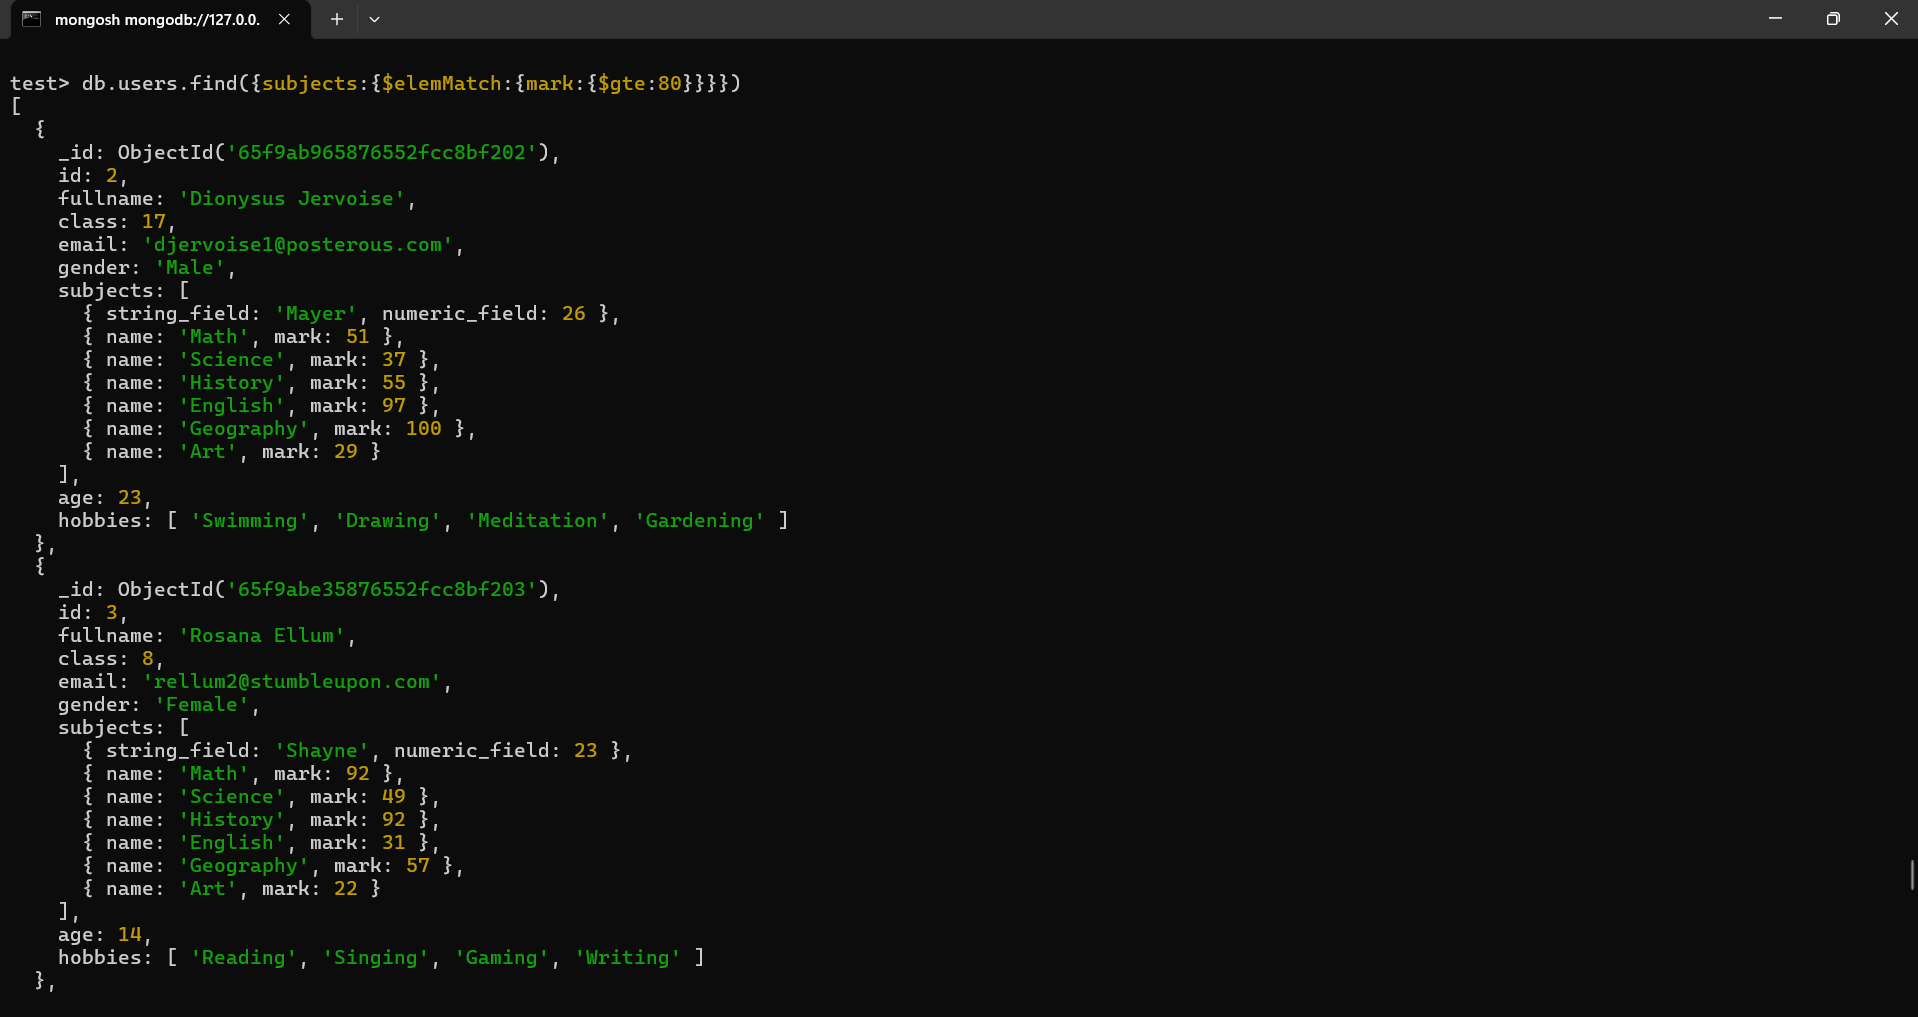 mongosh mongodb://127.0.0.
test> db.users.find({subjects:{$elemMatch:{mark:{$gte:80}}}})
[
  {
    _id: ObjectId('65f9ab965876552fcc8bf202'),
    id: 2,
    fullname: 'Dionysus Jervoise',
    class: 17,
    email: 'djervoise1@posterous.com',
    gender: 'Male',
    subjects: [
      { string_field: 'Mayer', numeric_field: 26 },
      { name: 'Math', mark: 51 },
      { name: 'Science', mark: 37 },
      { name: 'History', mark: 55 },
      { name: 'English', mark: 97 },
      { name: 'Geography', mark: 100 },
      { name: 'Art', mark: 29 }
    ],
    age: 23,
    hobbies: [ 'Swimming', 'Drawing', 'Meditation', 'Gardening' ]
  },
  {
    _id: ObjectId('65f9abe35876552fcc8bf203'),
    id: 3,
    fullname: 'Rosana Ellum',
    class: 8,
    email: 'rellum2@stumbleupon.com',
    gender: 'Female',
    subjects: [
      { string_field: 'Shayne', numeric_field: 23 },
      { name: 'Math', mark: 92 },
      { name: 'Science', mark: 49 },
      { name: 'History', mark: 92 },
      { name: 'English', mark: 31 },
      { name: 'Geography', mark: 57 },
      { name: 'Art', mark: 22 }
    ],
    age: 14,
    hobbies: [ 'Reading', 'Singing', 'Gaming', 'Writing' ]
  },